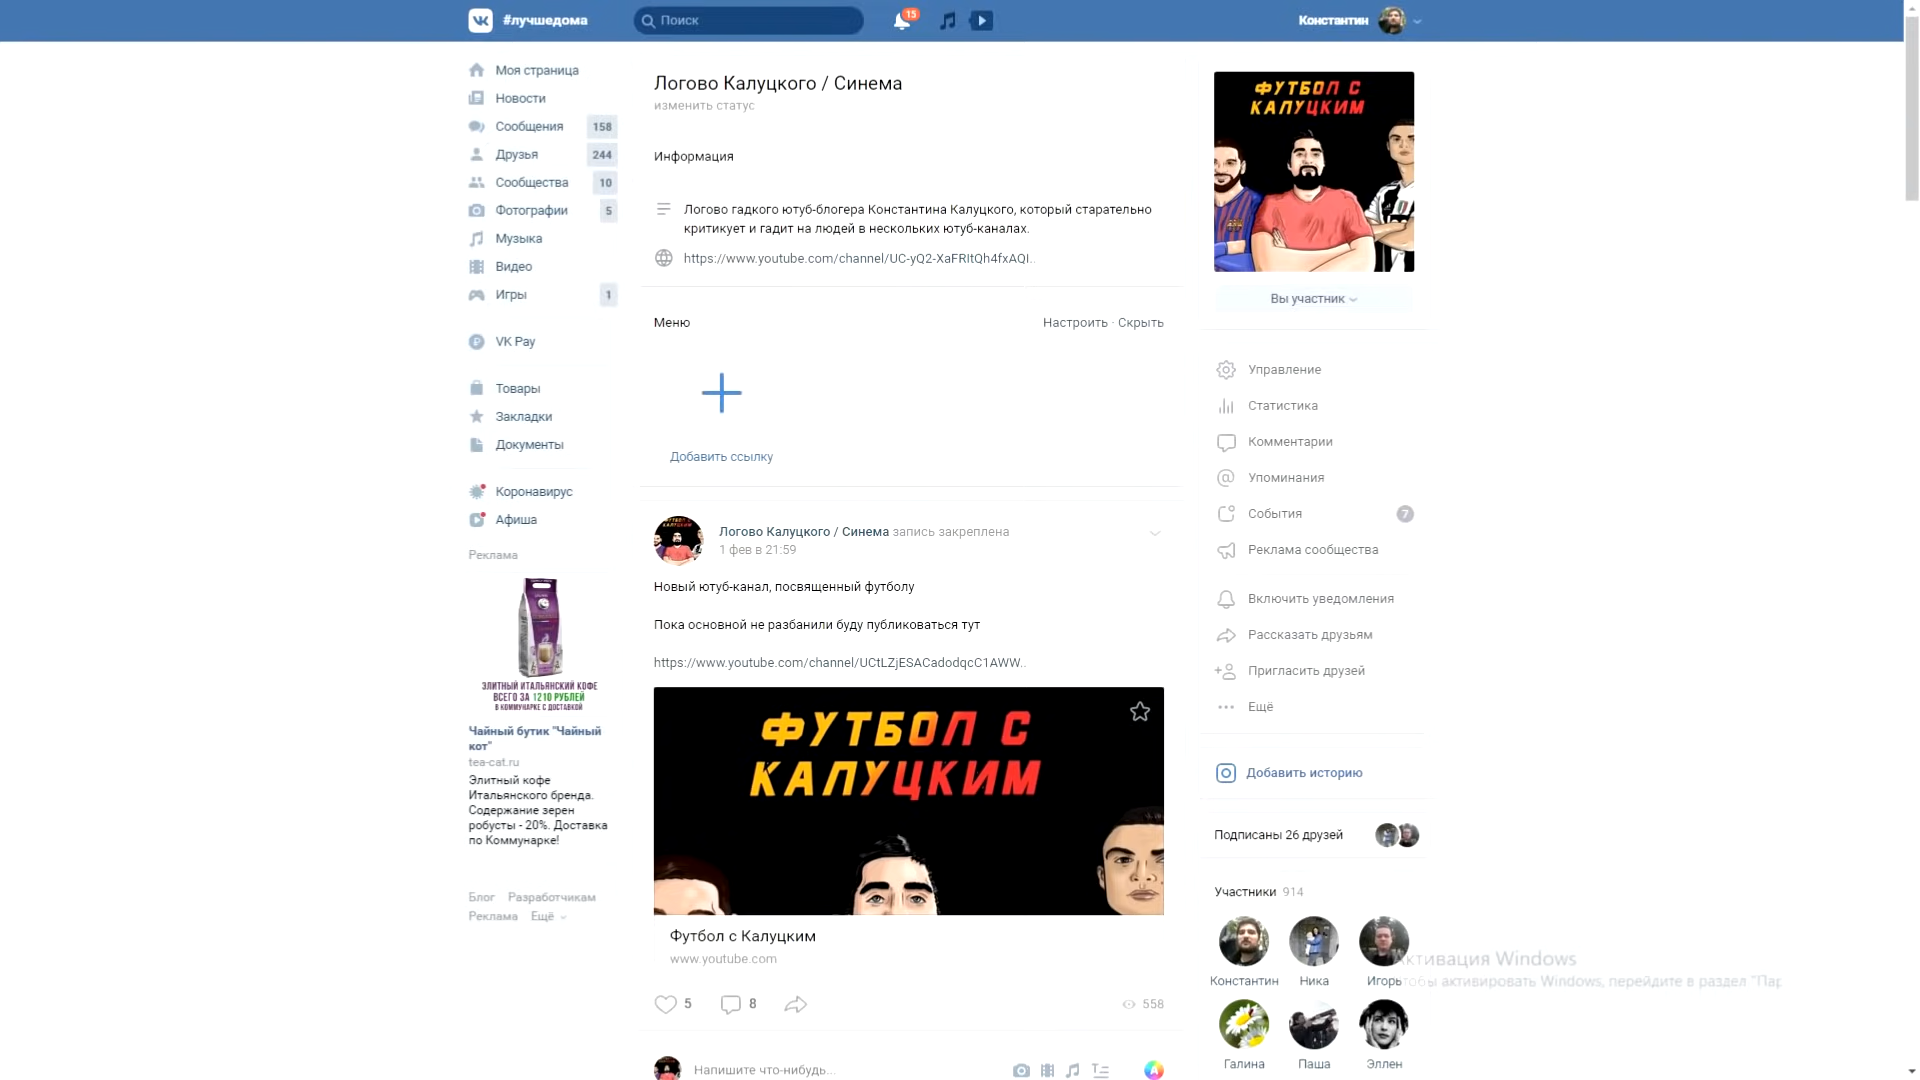 #лучшедома
Поиск
15
Константин
Моя страница
Новости
Сообщения 158
Друзья 244
Сообщества 10
Фотографии 5
Музыка
Видео
Игры 1
VK Pay
Товары
Закладки
Документы
Коронавирус
Афиша
Реклама
ЭЛИТНЫЙ ИТАЛЬЯНСКИЙ КОФЕ
ВСЕГО ЗА 1210 РУБЛЕЙ
В КОММУНАРКЕ С ДОСТАВКОЙ
Чайный бутик "Чайный
кот"
tea-cat.ru
Элитный кофе
Итальянского бренда.
Содержание зерен
робусты - 20%. Доставка
по Коммунарке!
Блог Разработчикам
Реклама Ещё
Логово Калуцкого / Синема
изменить статус
Информация
Логово гадкого ютуб-блогера Константина Калуцкого, который старательно
критикует и гадит на людей в нескольких ютуб-каналах.
https://www.youtube.com/channel/UC-yQ2-XaFRItQh4fxAQI..
Меню
Настроить · Скрыть
Добавить ссылку
Логово Калуцкого / Синема запись закреплена
1 фев в 21:59
Новый ютуб-канал, посвященный футболу
Пока основной не разбанили буду публиковаться тут
https://www.youtube.com/channel/UCtLZjESACadodqcC1AWW..
ФУТБОЛ С
КАЛУЦКИМ
Футбол с Калуцким
www.youtube.com
5 8
558
Напишите что-нибудь...
ФУТБОЛ С
КАЛУЦКИМ
Вы участник
Управление
Статистика
Комментарии
Упоминания
События 7
Реклама сообщества
Включить уведомления
Рассказать друзьям
Пригласить друзей
Ещё
Добавить историю
Подписаны 26 друзей
Участники 914
Константин Ника Игорь
Галина Паша Эллен
Активация Windows
Чтобы активировать Windows, перейдите в раздел "Пар